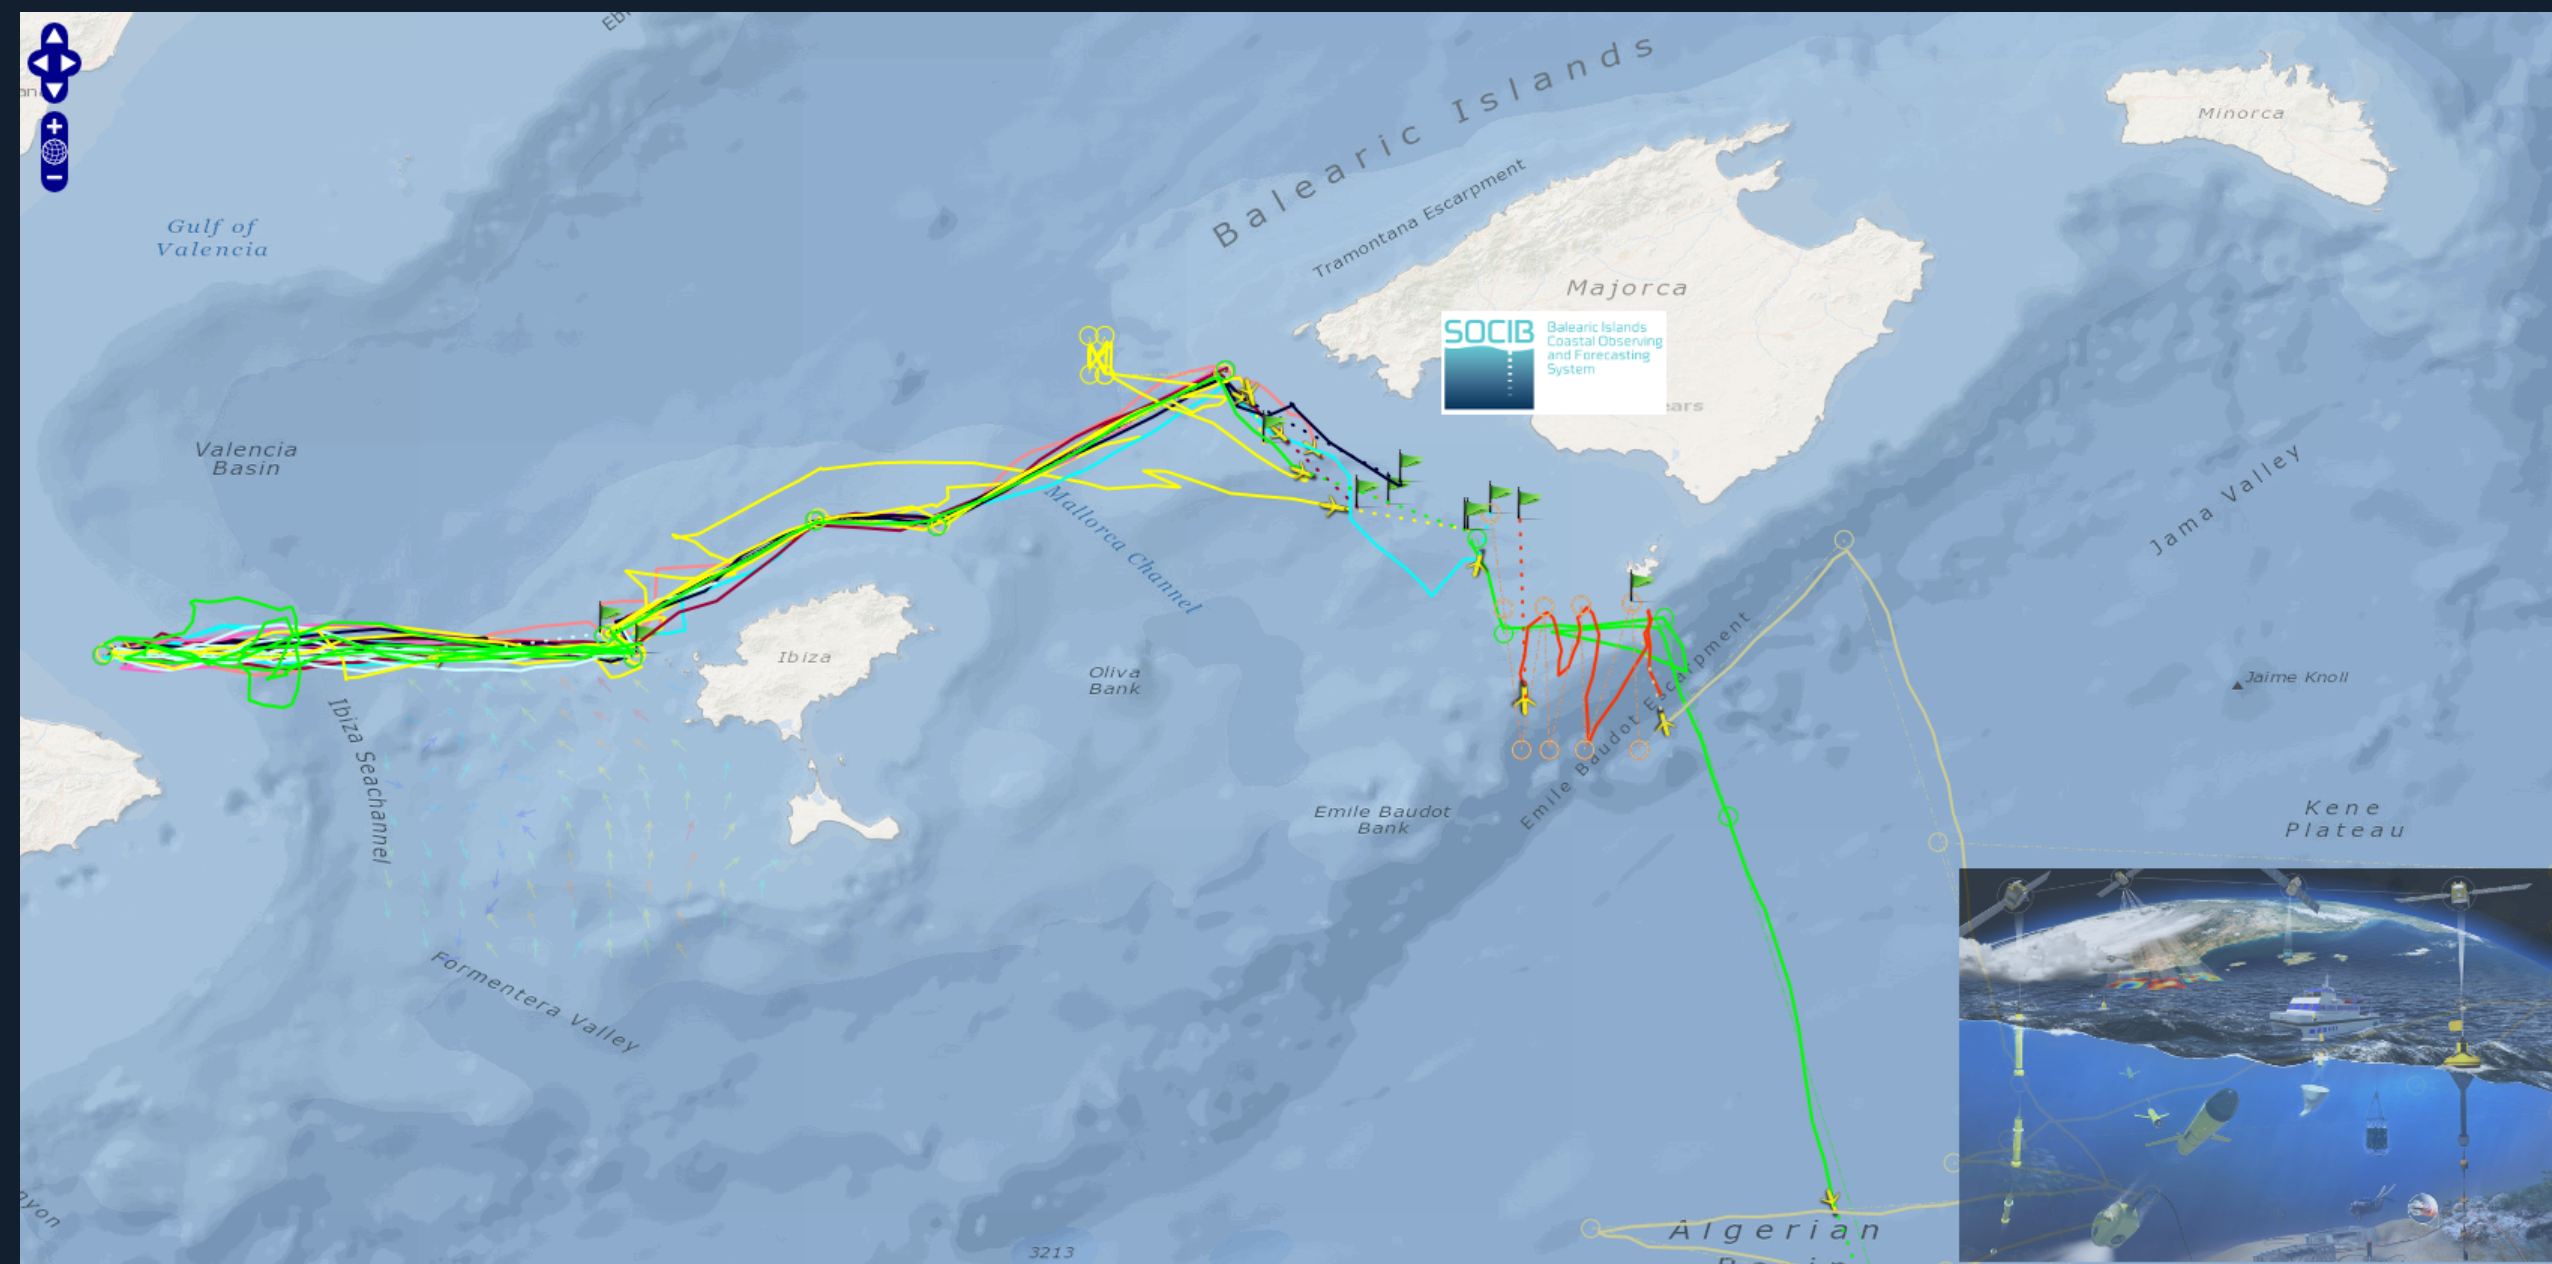 Balearic Islands
Minorca
Gulf of
Valencia
Tramontana Escarpment
Majorca
SOCIB
Balearic Islands
Coastal Observing
and Forecasting
System
Valencia
Basin
Mallorca Channel
Jama Valley
Ibiza
Oliva
Bank
Jaime Knoll
Ibiza Seachannel
Emile Baudot Escarpment
Emile Baudot
Bank
Kene
Plateau
Formentera Valley
Algerian
3213